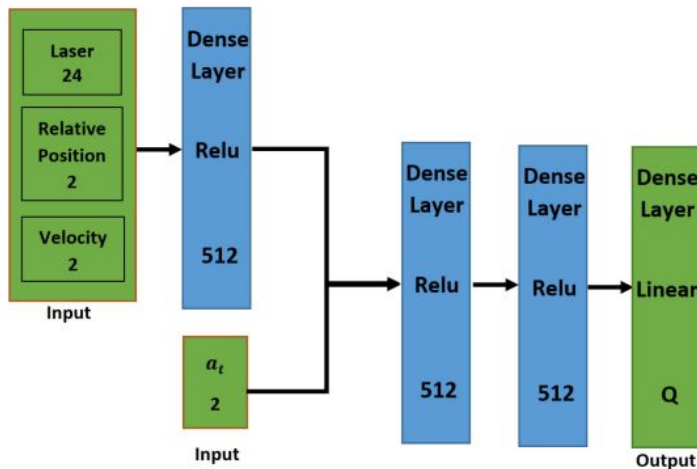 Laser
24
Relative
Position
2
Velocity
2
Input
Dense
Layer
Relu
512
a_t
2
Input
Dense
Layer
Relu
512
Dense
Layer
Relu
512
Dense
Layer
Linear
Q
Output